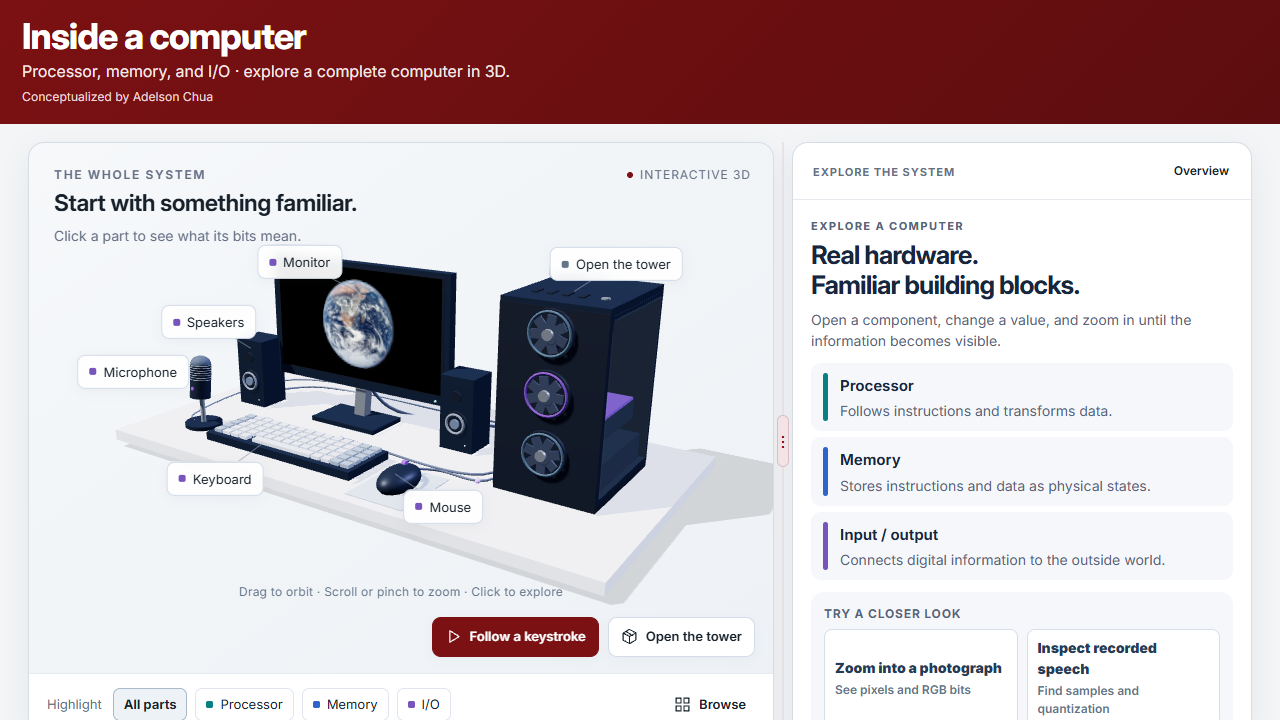 Inside a computer
Processor, memory, and I/O · explore a complete computer in 3D.
Conceptualized by Adelson Chua
THE WHOLE SYSTEM
INTERACTIVE 3D
Start with something familiar.
Click a part to see what its bits mean.
Monitor
Open the tower
Speakers
Microphone
Keyboard
Mouse
Drag to orbit · Scroll or pinch to zoom · Click to explore
Follow a keystroke
Open the tower
Highlight
All parts
Processor
Memory
I/O
Browse
EXPLORE THE SYSTEM
Overview
EXPLORE A COMPUTER
Real hardware.
Familiar building blocks.
Open a component, change a value, and zoom in until the
information becomes visible.
Processor
Follows instructions and transforms data.
Memory
Stores instructions and data as physical states.
Input / output
Connects digital information to the outside world.
TRY A CLOSER LOOK
Zoom into a photograph
See pixels and RGB bits
Inspect recorded
speech
Find samples and
quantization